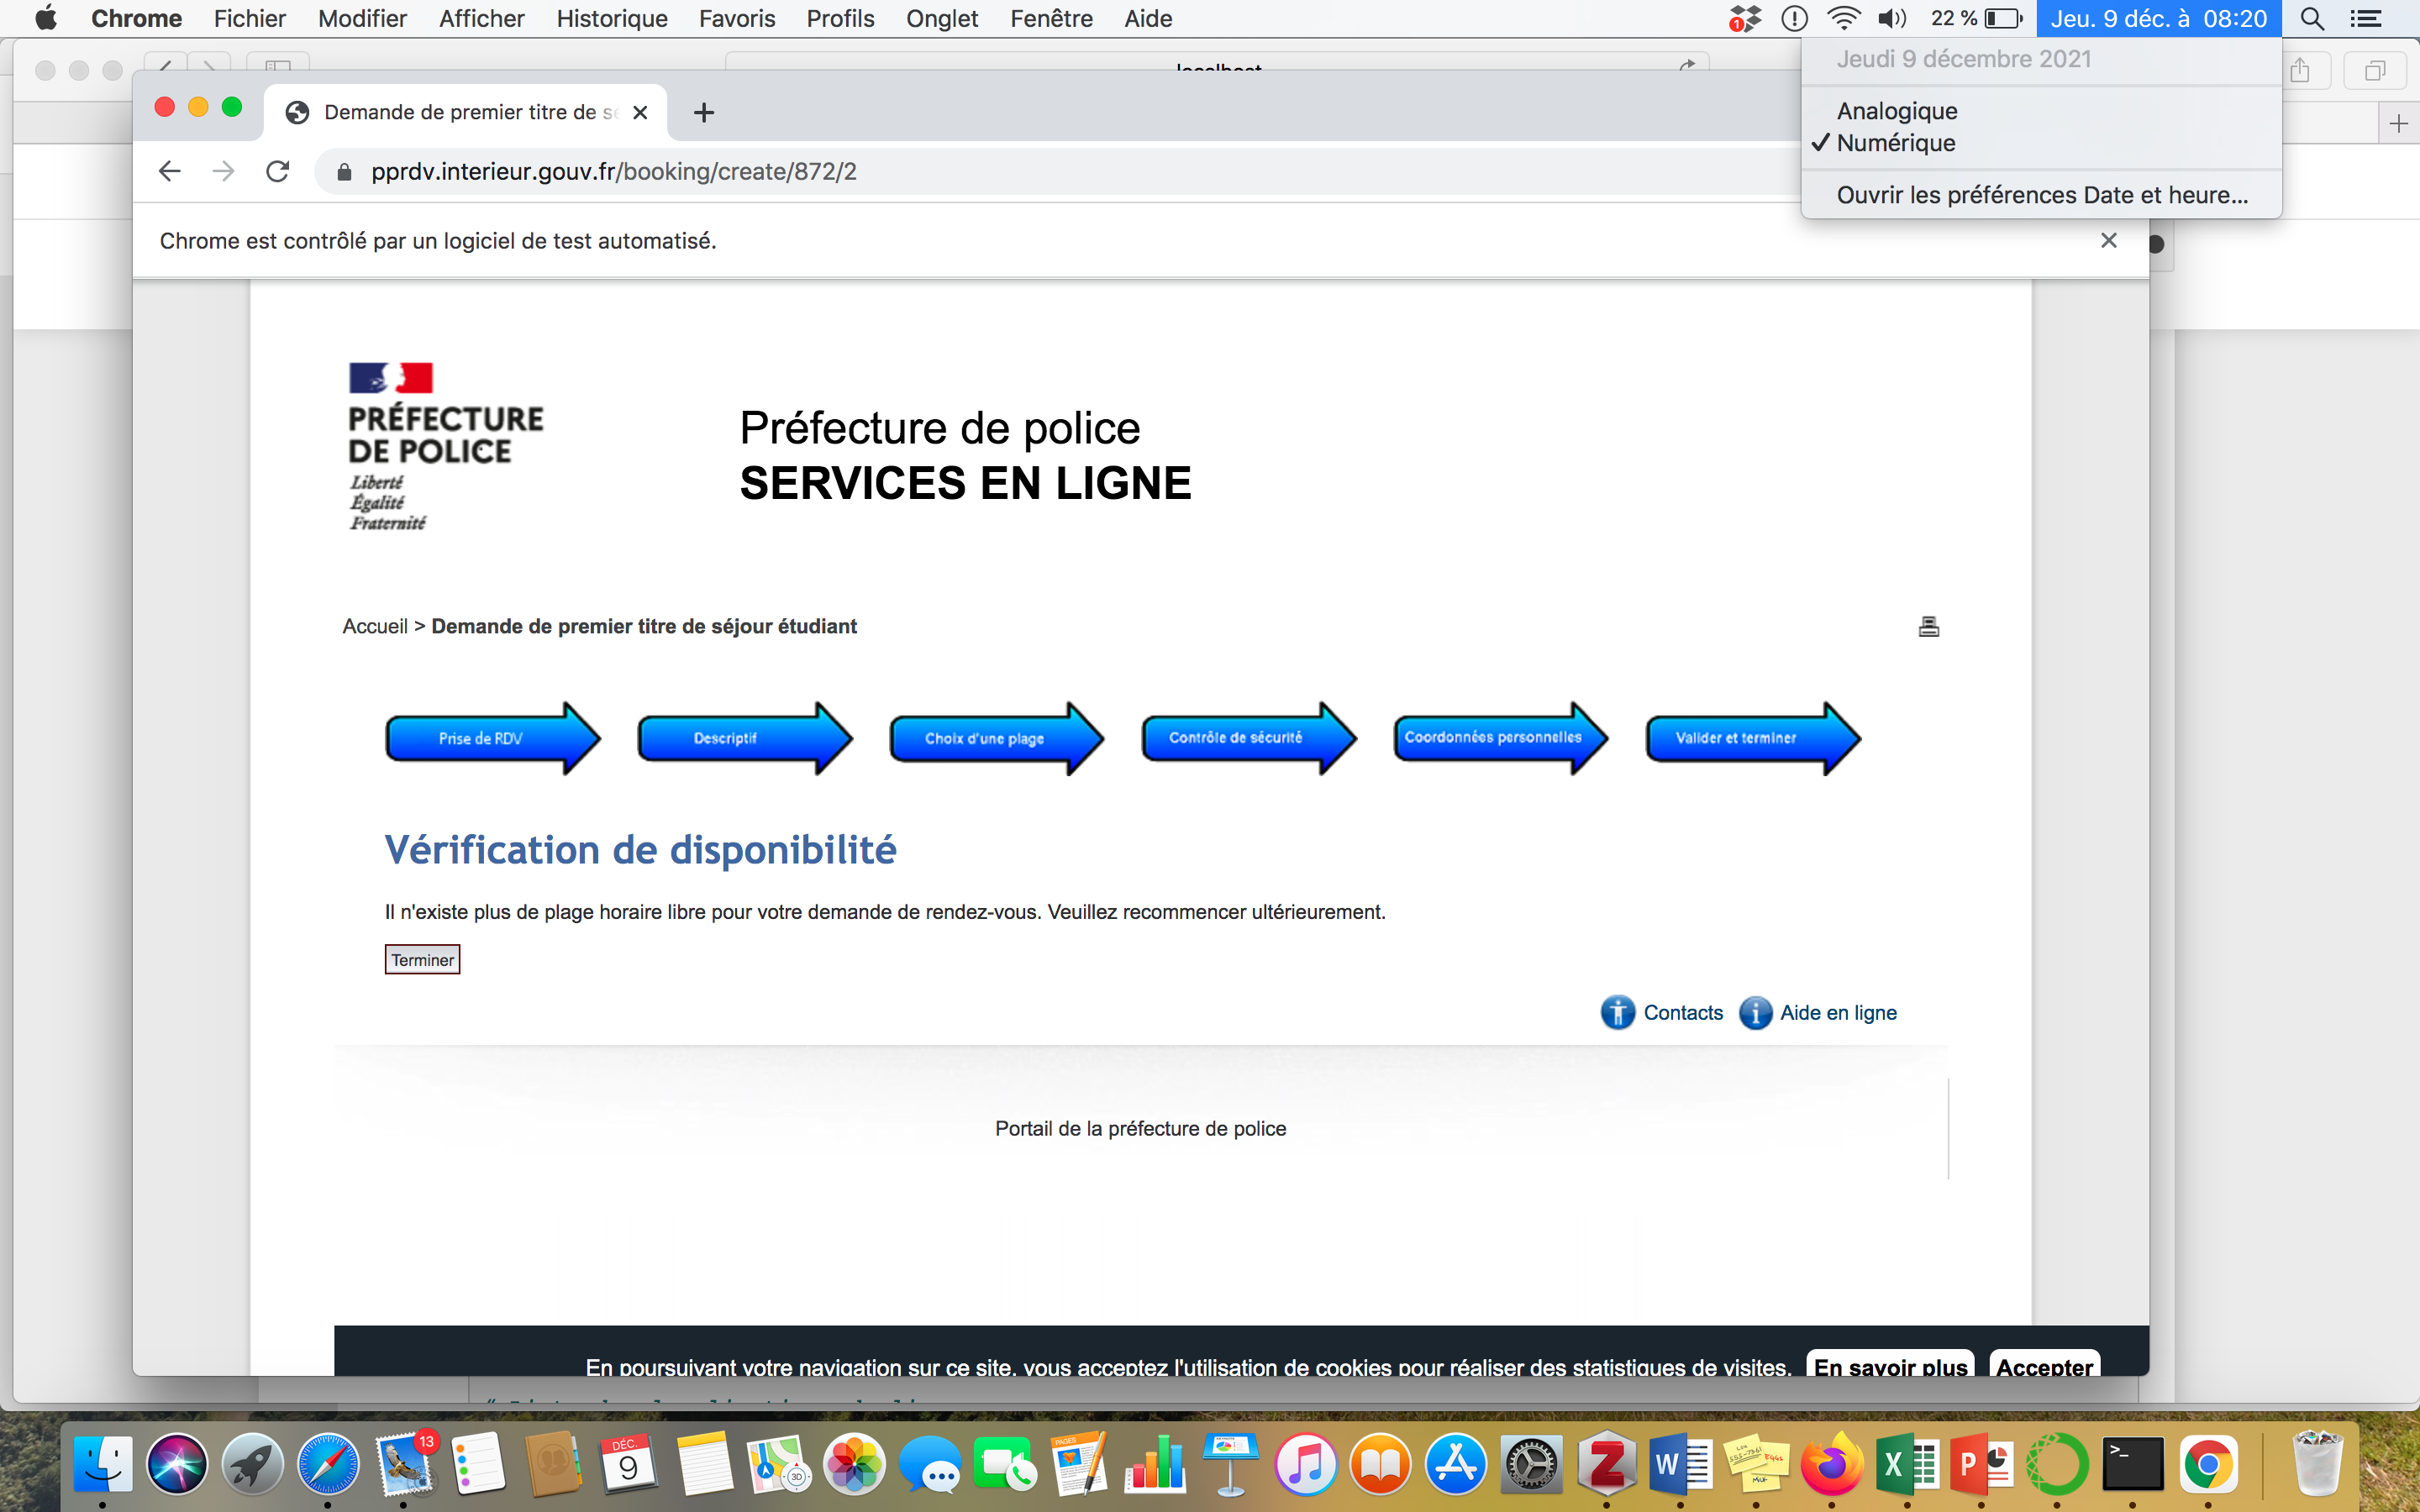 Chrome Fichier Modifier Afficher Historique Favoris Profils Onglet Fenêtre Aide 1 22 % Jeu. 9 déc. à 08:20
localhost
Jeudi 9 décembre 2021
Analogique
✓ Numérique
Ouvrir les préférences Date et heure...
Demande de premier titre de sé
pprdv.interieur.gouv.fr/booking/create/872/2
Chrome est contrôlé par un logiciel de test automatisé.
PRÉFECTURE
DE POLICE
Liberté
Égalité
Fraternité
Préfecture de police
SERVICES EN LIGNE
Accueil > Demande de premier titre de séjour étudiant
Prise de RDV Descriptif Choix d'une plage Contrôle de sécurité Coordonnées personnelles Valider et terminer
Vérification de disponibilité
Il n'existe plus de plage horaire libre pour votre demande de rendez-vous. Veuillez recommencer ultérieurement.
Terminer
Contacts Aide en ligne
Portail de la préfecture de police
En poursuivant votre navigation sur ce site, vous acceptez l'utilisation de cookies pour réaliser des statistiques de visites. En savoir plus Accepter
13
DÉC.
9
3D
PAGES
Z
W
X
P
>_